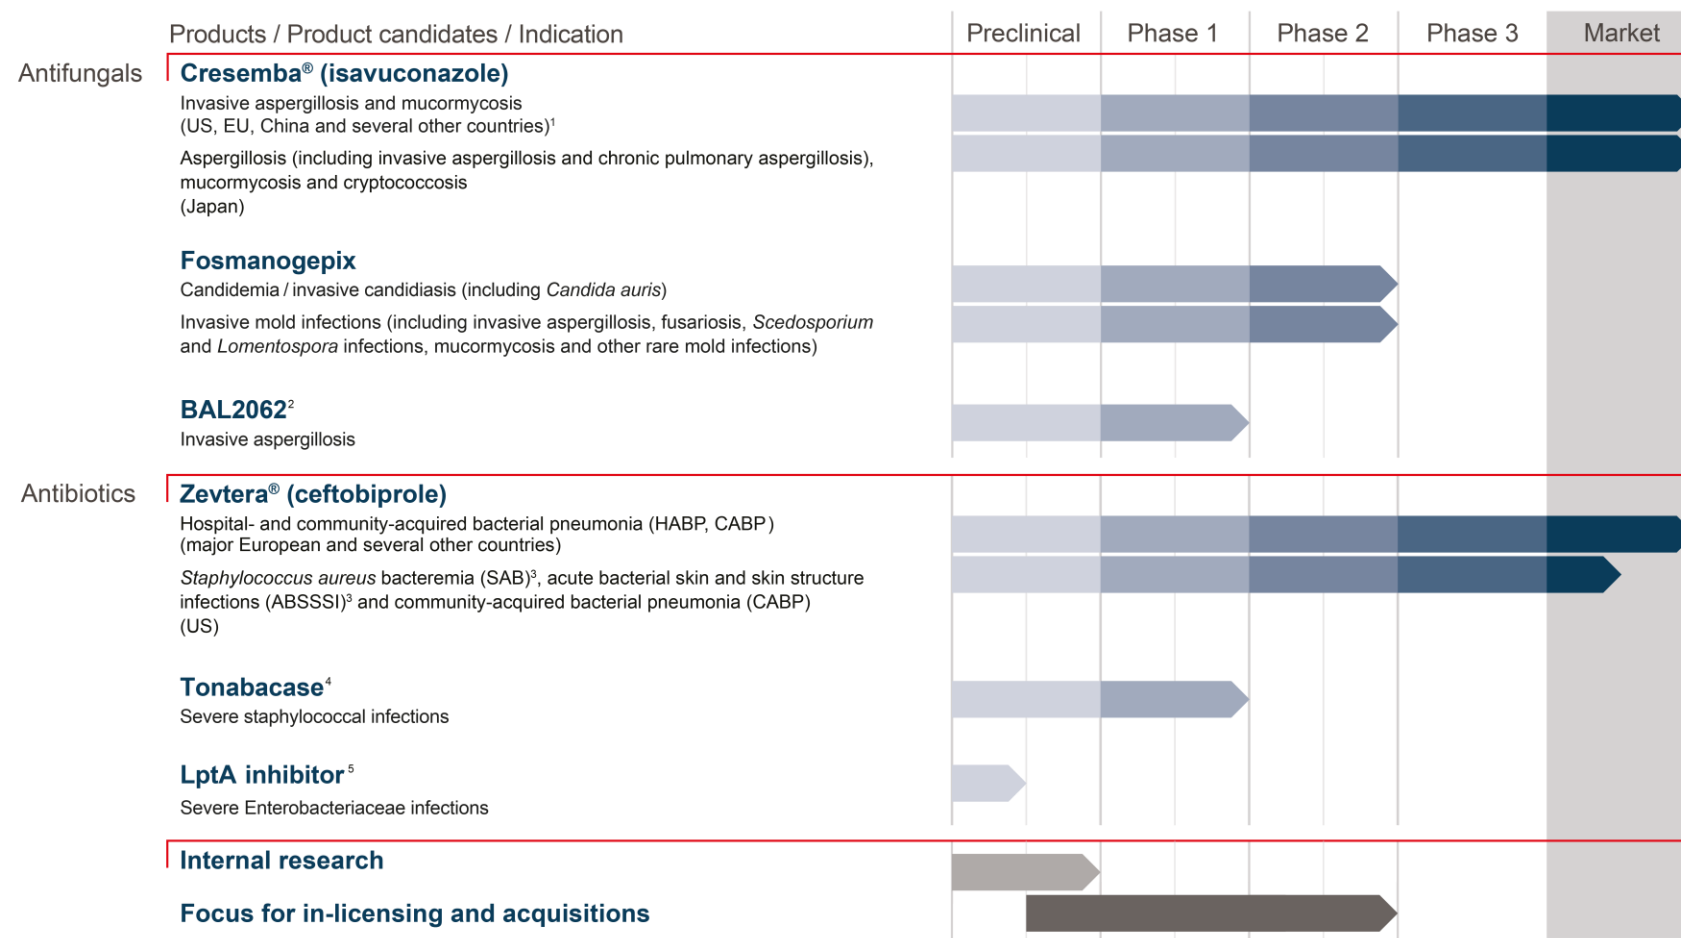 Products / Product candidates / Indication
Preclinical
Phase 1
Phase 2
Phase 3
Market
Antifungals
Cresemba® (isavuconazole)
Invasive aspergillosis and mucormycosis
(US, EU, China and several other countries)¹
Aspergillosis (including invasive aspergillosis and chronic pulmonary aspergillosis),
mucormycosis and cryptococcosis
(Japan)
Fosmanogepix
Candidemia / invasive candidiasis (including Candida auris)
Invasive mold infections (including invasive aspergillosis, fusariosis, Scedosporium
and Lomentospora infections, mucormycosis and other rare mold infections)
BAL2062²
Invasive aspergillosis
Antibiotics
Zevtera® (ceftobiprole)
Hospital- and community-acquired bacterial pneumonia (HABP, CABP)
(major European and several other countries)
Staphylococcus aureus bacteremia (SAB)³, acute bacterial skin and skin structure
infections (ABSSSI)³ and community-acquired bacterial pneumonia (CABP)
(US)
Tonabacase⁴
Severe staphylococcal infections
LptA inhibitor⁵
Severe Enterobacteriaceae infections
Internal research
Focus for in-licensing and acquisitions